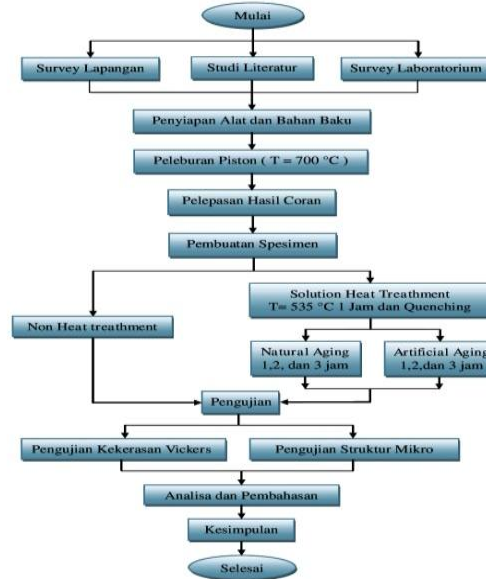 Mulai
Survey Lapangan
Studi Literatur
Survey Laboratorium
Penyiapan Alat dan Bahan Baku
Peleburan Piston ( T = 700 °C )
Pelepasan Hasil Coran
Pembuatan Spesimen
Non Heat treathment
Solution Heat Treathment
T= 535 °C 1 Jam dan Quenching
Natural Aging
1,2, dan 3 jam
Artificial Aging
1,2,dan 3 jam
Pengujian
Pengujian Kekerasan Vickers
Pengujian Struktur Mikro
Analisa dan Pembahasan
Kesimpulan
Selesai